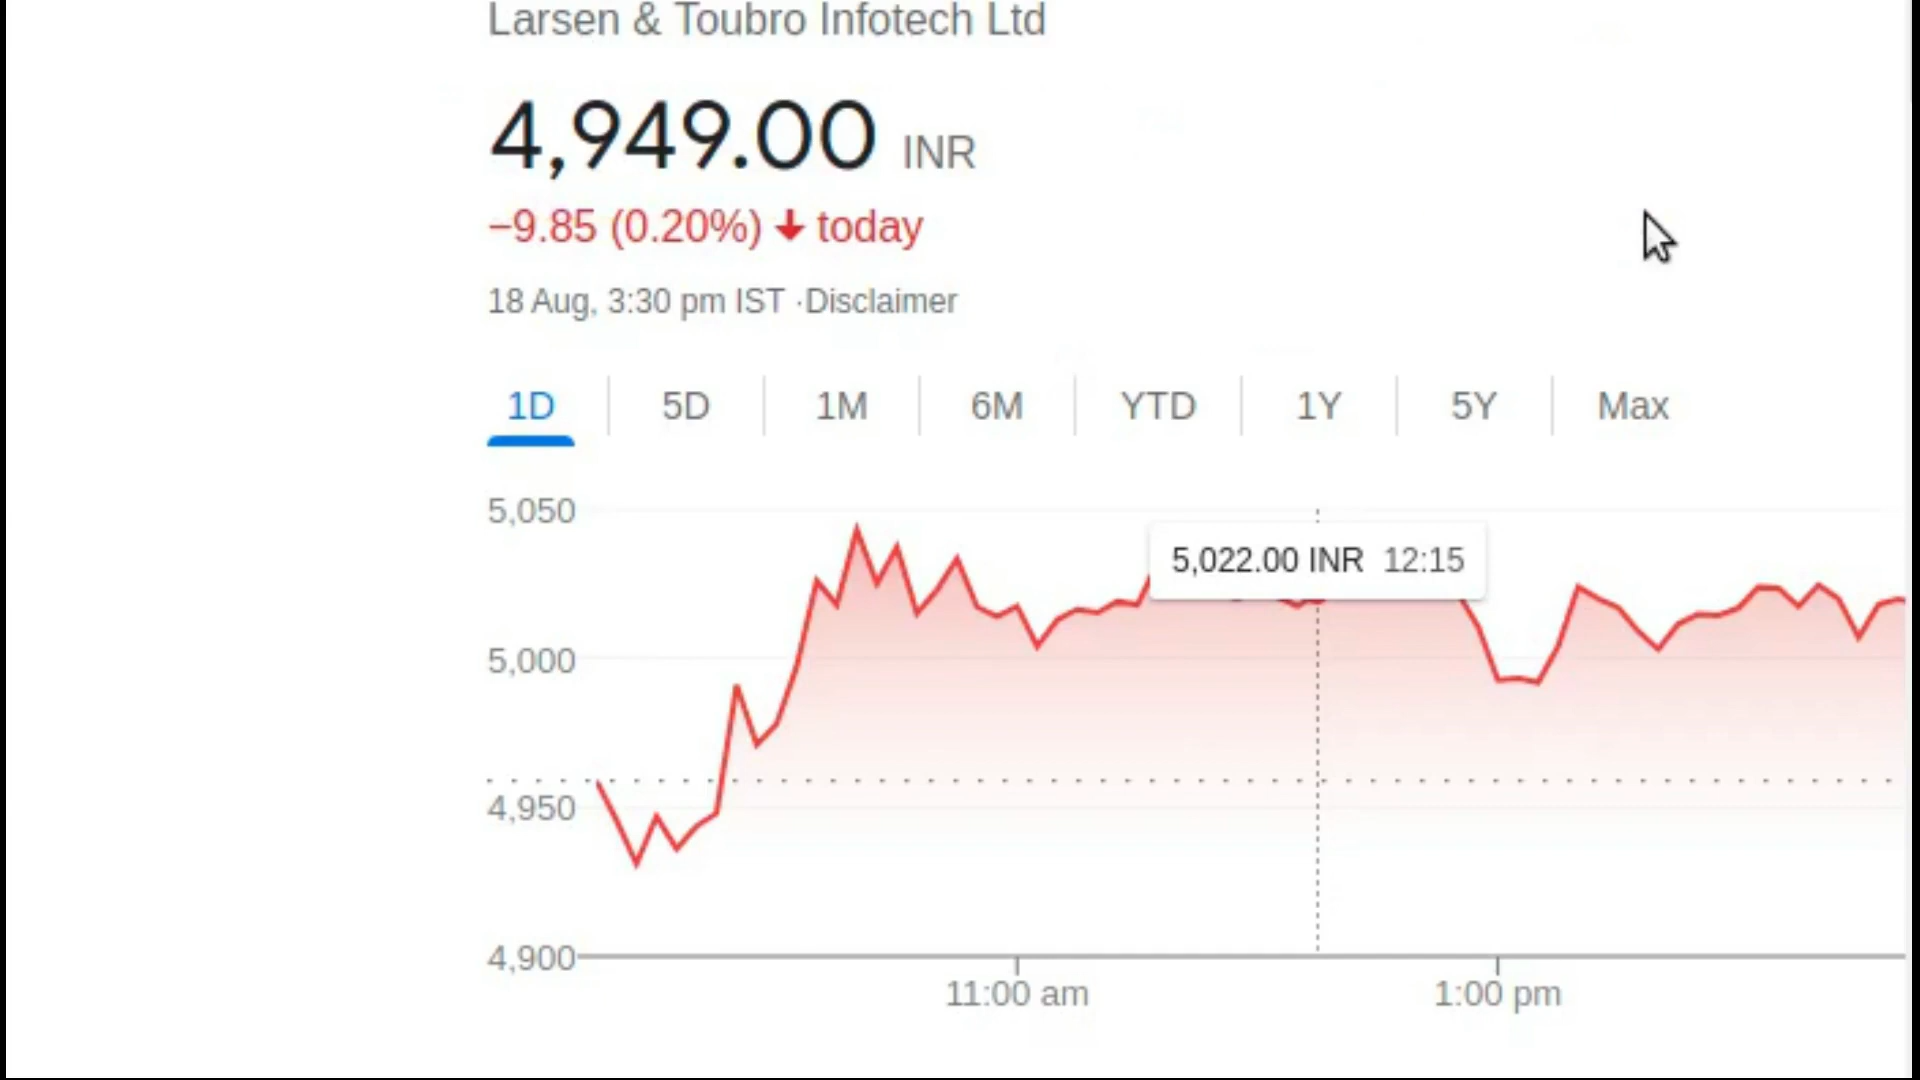 Larsen & Toubro Infotech Ltd
4,949.00 INR
−9.85 (0.20%) ↓ today
18 Aug, 3:30 pm IST ·Disclaimer
1D 5D 1M 6M YTD 1Y 5Y Max
5,050
5,022.00 INR 12:15
5,000
4,950
4,900
11:00 am 1:00 pm